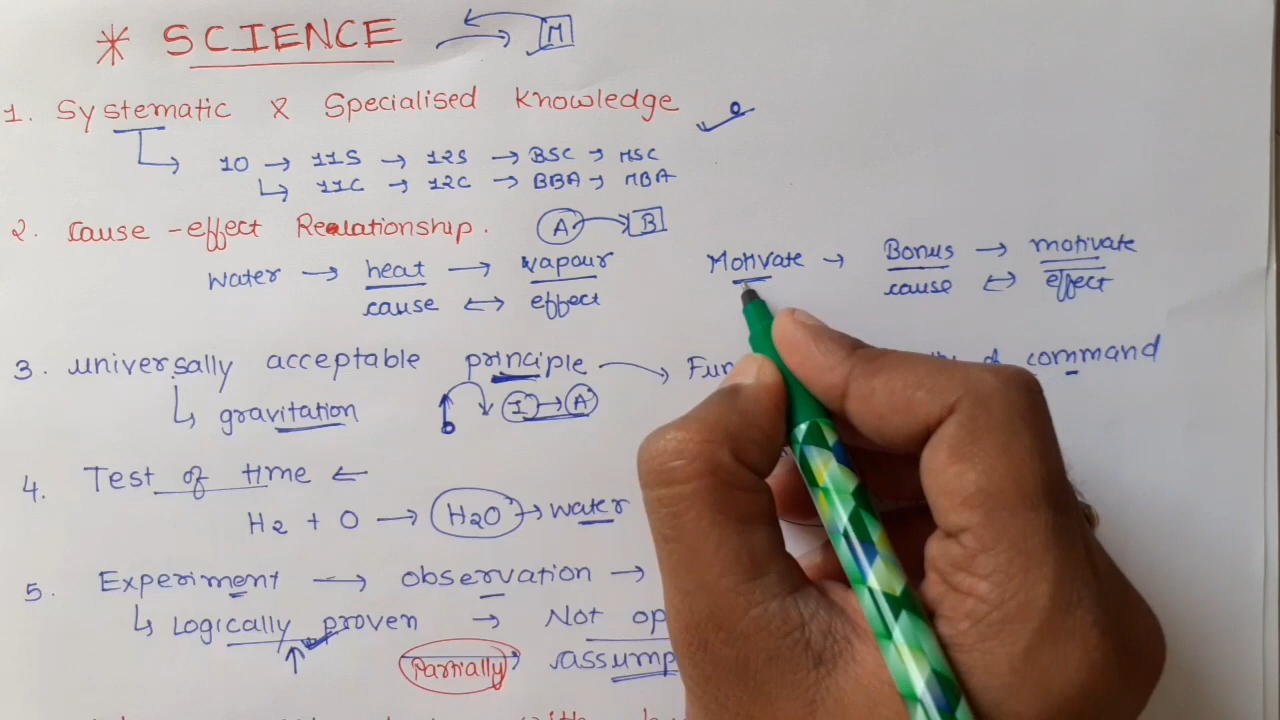 * SCIENCE M
1. Systematic & Specialised Knowledge
10 → 11S → 12S → BSC → MSC
↳ 11C → 12C → BBA → MBA
2. cause-effect Realationship. A → B
Water → heat → vapour Motivate → Bonus → motivate
cause ↔ effect cause ↔ effect
3. universally acceptable principle → of command
↳ gravitation I → A
4. Test of time ←
H2 + O → H2O → water
5. Experiment → observation →
↳ Logically proven → Not
Partially